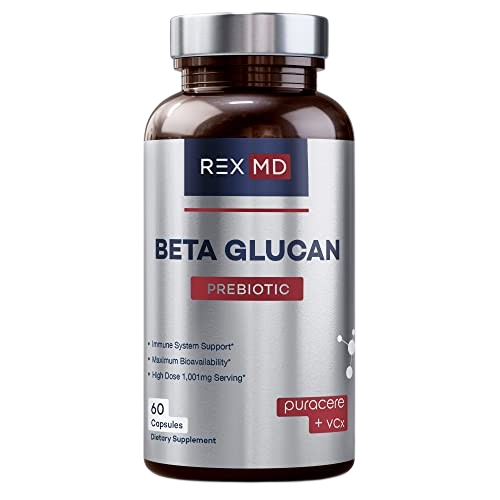 REX MD
BETA GLUCAN
PREBIOTIC
• Immune System Support*
• Maximum Bioavailability*
• High Dose 1,001mg Serving*
60
Capsules
Dietary Supplement
puracere
+ VCx